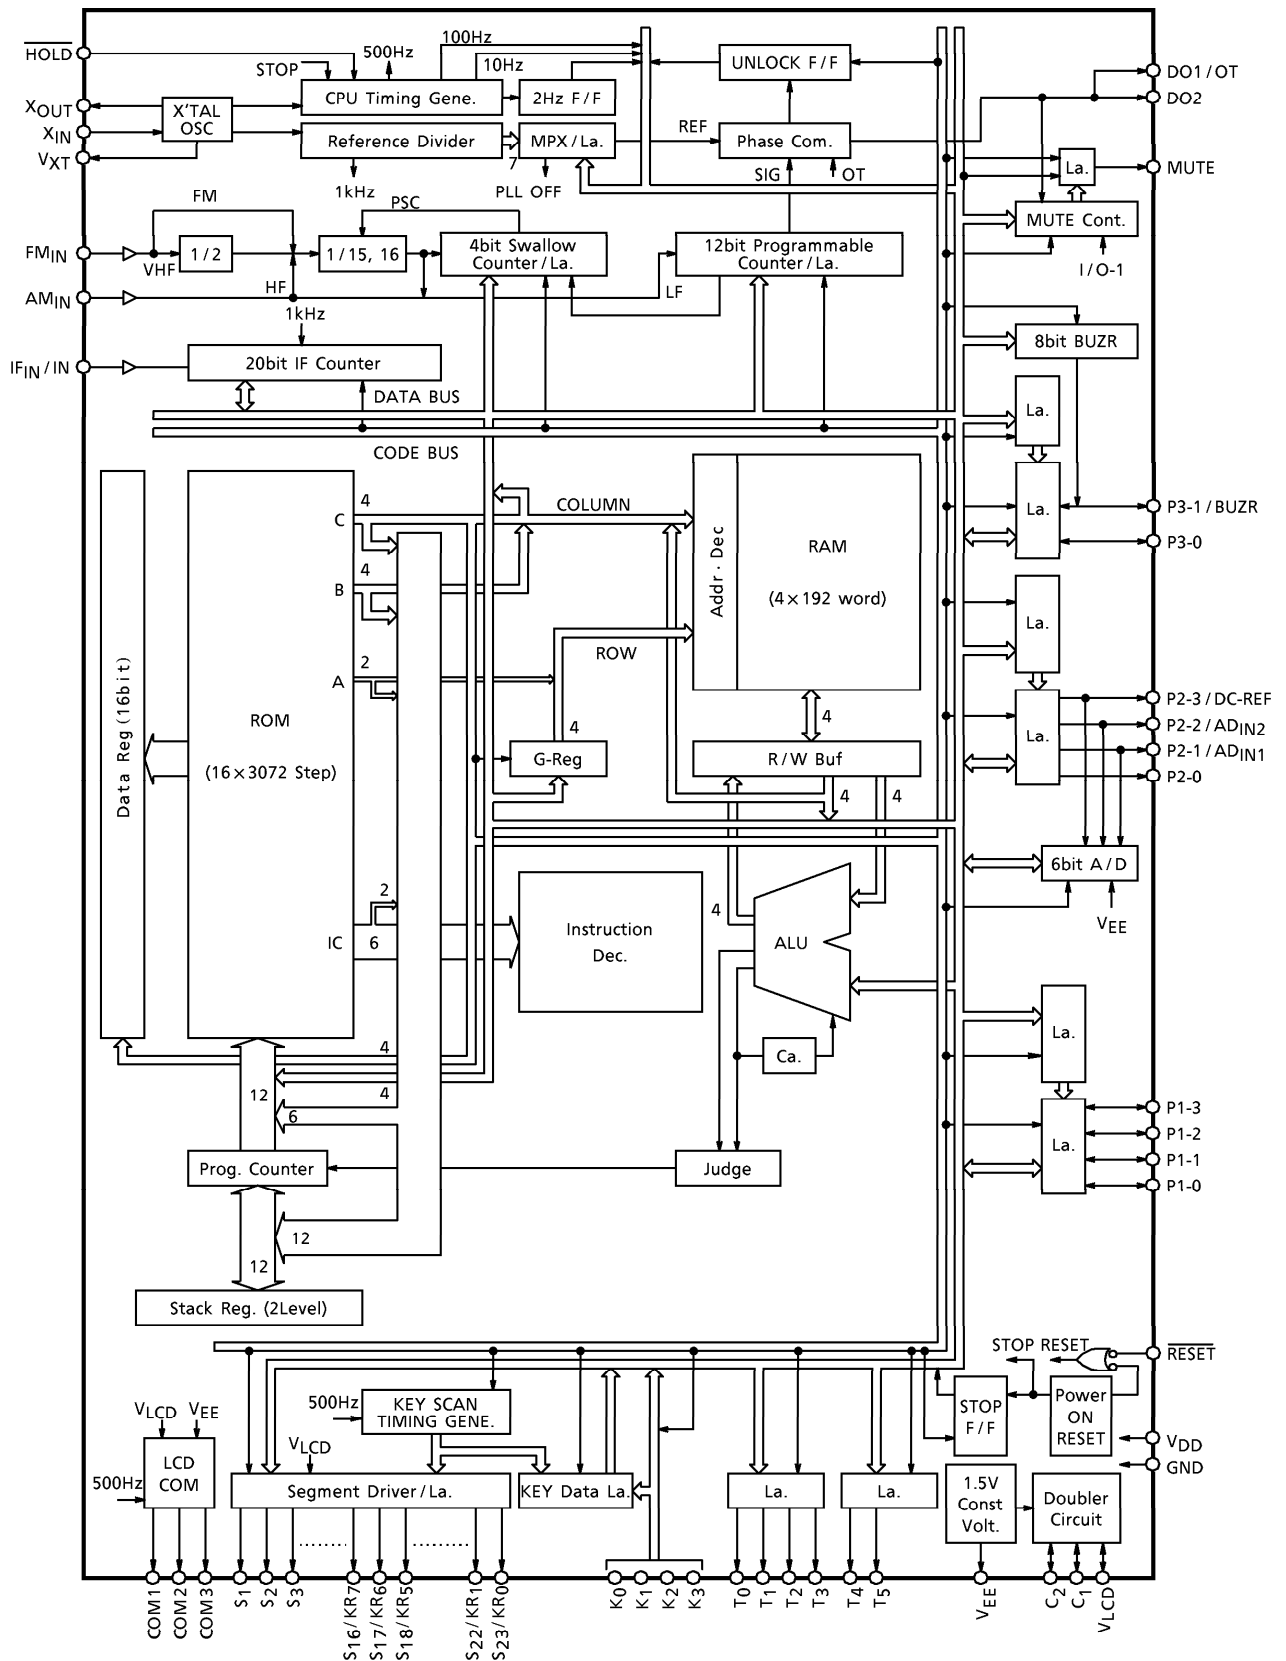 HOLD
100Hz
500Hz
10Hz
STOP
UNLOCK F/F
DO1/OT
XOUT
X'TAL
OSC
CPU Timing Gene.
2Hz F/F
DO2
XIN
Reference Divider
MPX/La.
REF
Phase Com.
VXT
7
La.
MUTE
1kHz
PLL OFF
SIG
OT
FM
PSC
MUTE Cont.
FMIN
VHF
1/2
1/15, 16
4bit Swallow
Counter/La.
12bit Programmable
Counter/La.
I/O-1
AMIN
HF
LF
1kHz
8bit BUZR
IFIN/IN
20bit IF Counter
DATA BUS
La.
CODE BUS
4
C
COLUMN
Addr · Dec
RAM
(4×192 word)
La.
P3-1/BUZR
P3-0
4
B
La.
ROW
2
A
Data Reg (16bit)
ROM
(16×3072 Step)
4
G-Reg
4
R/W Buf
4
4
La.
P2-3/DC-REF
P2-2/ADIN2
P2-1/ADIN1
P2-0
6bit A/D
VEE
2
IC
6
Instruction
Dec.
4
ALU
La.
4
Ca.
12
4
6
La.
P1-3
P1-2
P1-1
P1-0
Prog. Counter
Judge
12
12
Stack Reg. (2Level)
STOP RESET
RESET
500Hz
KEY SCAN
TIMING GENE.
STOP
F/F
Power
ON
RESET
VLCD
VEE
VDD
GND
LCD
COM
500Hz
VLCD
Segment Driver/La.
KEY Data La.
La.
La.
1.5V
Const
Volt.
Doubler
Circuit
COM1
COM2
COM3
S1
S2
S3
S16/KR7
S17/KR6
S18/KR5
S22/KR1
S23/KR0
K0
K1
K2
K3
T0
T1
T2
T3
T4
T5
VEE
C2
C1
VLCD